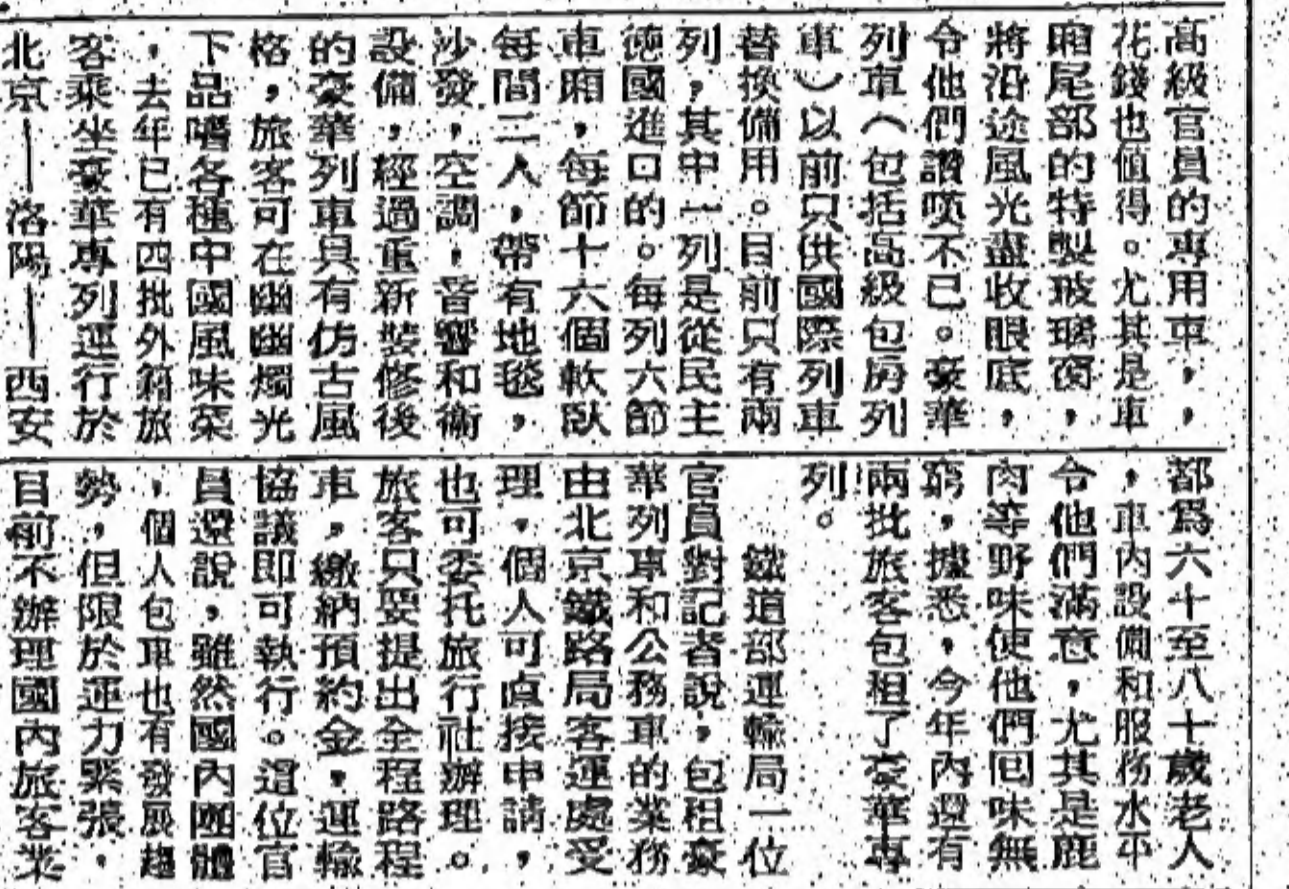 高級官員的專用車，
花錢也值得。尤其是車
廂尾部的特製玻璃窗，
將沿途風光盡收眼底，
令他們讚嘆不已。豪華
列車（包括高級包房列
車）以前只供國際列車
替換備用。目前只有兩
列，其中一列是從民主
德國進口的。每列六節
車廂，每節十六個軟臥
每間二人，帶有地毯，
沙發，空調，音響和衞
設備，經過重新裝修後
的豪華列車具有仿古風
格，旅客可在幽幽燭光
下品嚐各種中國風味菜
，去年已有四批外籍旅
客乘坐豪華專列運行於
北京——洛陽——西安
都爲六十至八十歲老人
，車内設備和服務水平
令他們滿意，尤其是鹿
肉等野味使他們回味無
窮，據悉，今年內還有
兩批旅客包租了豪華專
列。
鐵道部運輸局一位
官員對記者說，包租豪
華列車和公務車的業務
由北京鐵路局客運處受
理，個人可直接申請，
也可委托旅行社辦理。
旅客只要提出全程路程
車，繳納預約金，運輸
協議即可執行。這位官
員還說，雖然國內團體
，個人包車也有發展趨
勢，但限於運力緊張，
目前不辦理國內旅客業